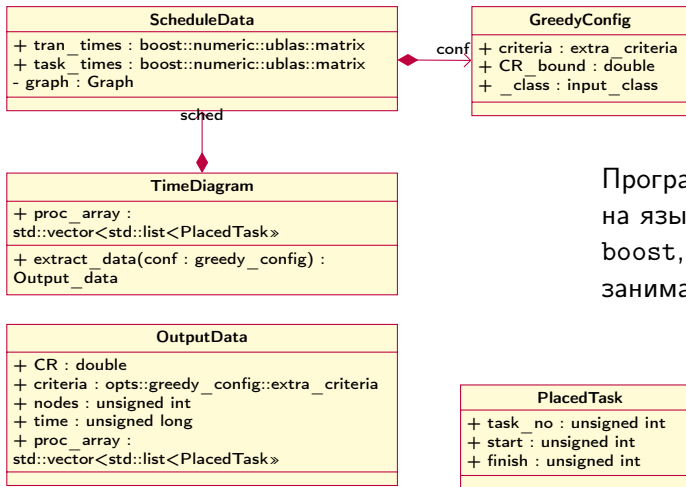 ScheduleData
+ tran_times : boost::numeric::ublas::matrix
+ task_times : boost::numeric::ublas::matrix
- graph : Graph
conf
GreedyConfig
+ criteria : extra_criteria
+ CR_bound : double
+ _class : input_class
sched
TimeDiagram
+ proc_array :
std::vector<std::list<PlacedTask»
+ extract_data(conf : greedy_config) :
Output_data
Програ
на язы
boost,
занима
OutputData
+ CR : double
+ criteria : opts::greedy_config::extra_criteria
+ nodes : unsigned int
+ time : unsigned long
+ proc_array :
std::vector<std::list<PlacedTask»
PlacedTask
+ task_no : unsigned int
+ start : unsigned int
+ finish : unsigned int